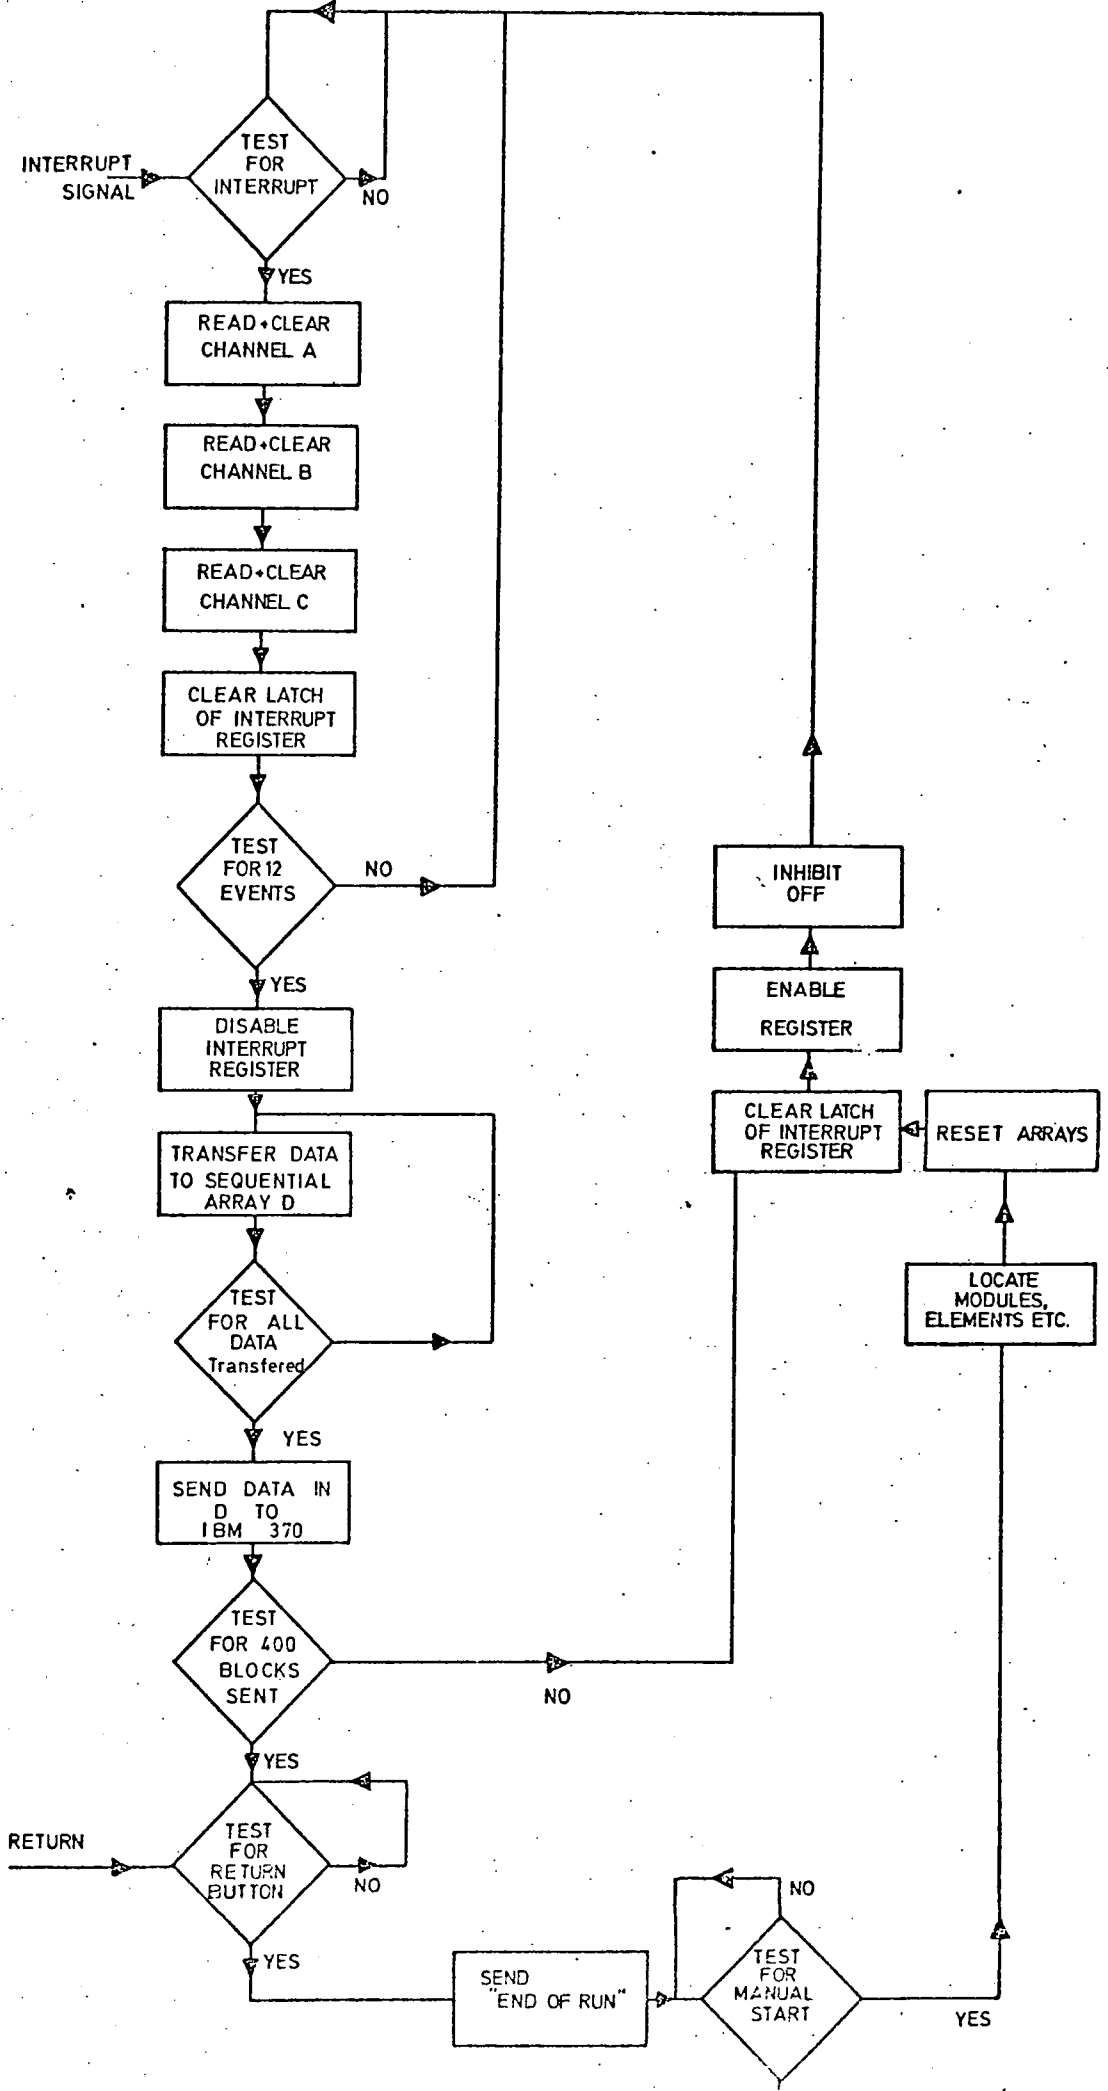 INTERRUPT
SIGNAL
TEST
FOR
INTERRUPT
NO
YES
READ+CLEAR
CHANNEL A
READ+CLEAR
CHANNEL B
READ+CLEAR
CHANNEL C
CLEAR LATCH
OF INTERRUPT
REGISTER
TEST
FOR 12
EVENTS
NO
YES
DISABLE
INTERRUPT
REGISTER
TRANSFER DATA
TO SEQUENTIAL
ARRAY D
TEST
FOR ALL
DATA
Transfered
YES
SEND DATA IN
D TO
IBM 370
TEST
FOR 400
BLOCKS
SENT
NO
YES
RETURN
TEST
FOR
RETURN
BUTTON
NO
YES
SEND
"END OF RUN"
TEST
FOR
MANUAL
START
NO
YES
LOCATE
MODULES,
ELEMENTS ETC.
RESET ARRAYS
CLEAR LATCH
OF INTERRUPT
REGISTER
ENABLE
REGISTER
INHIBIT
OFF